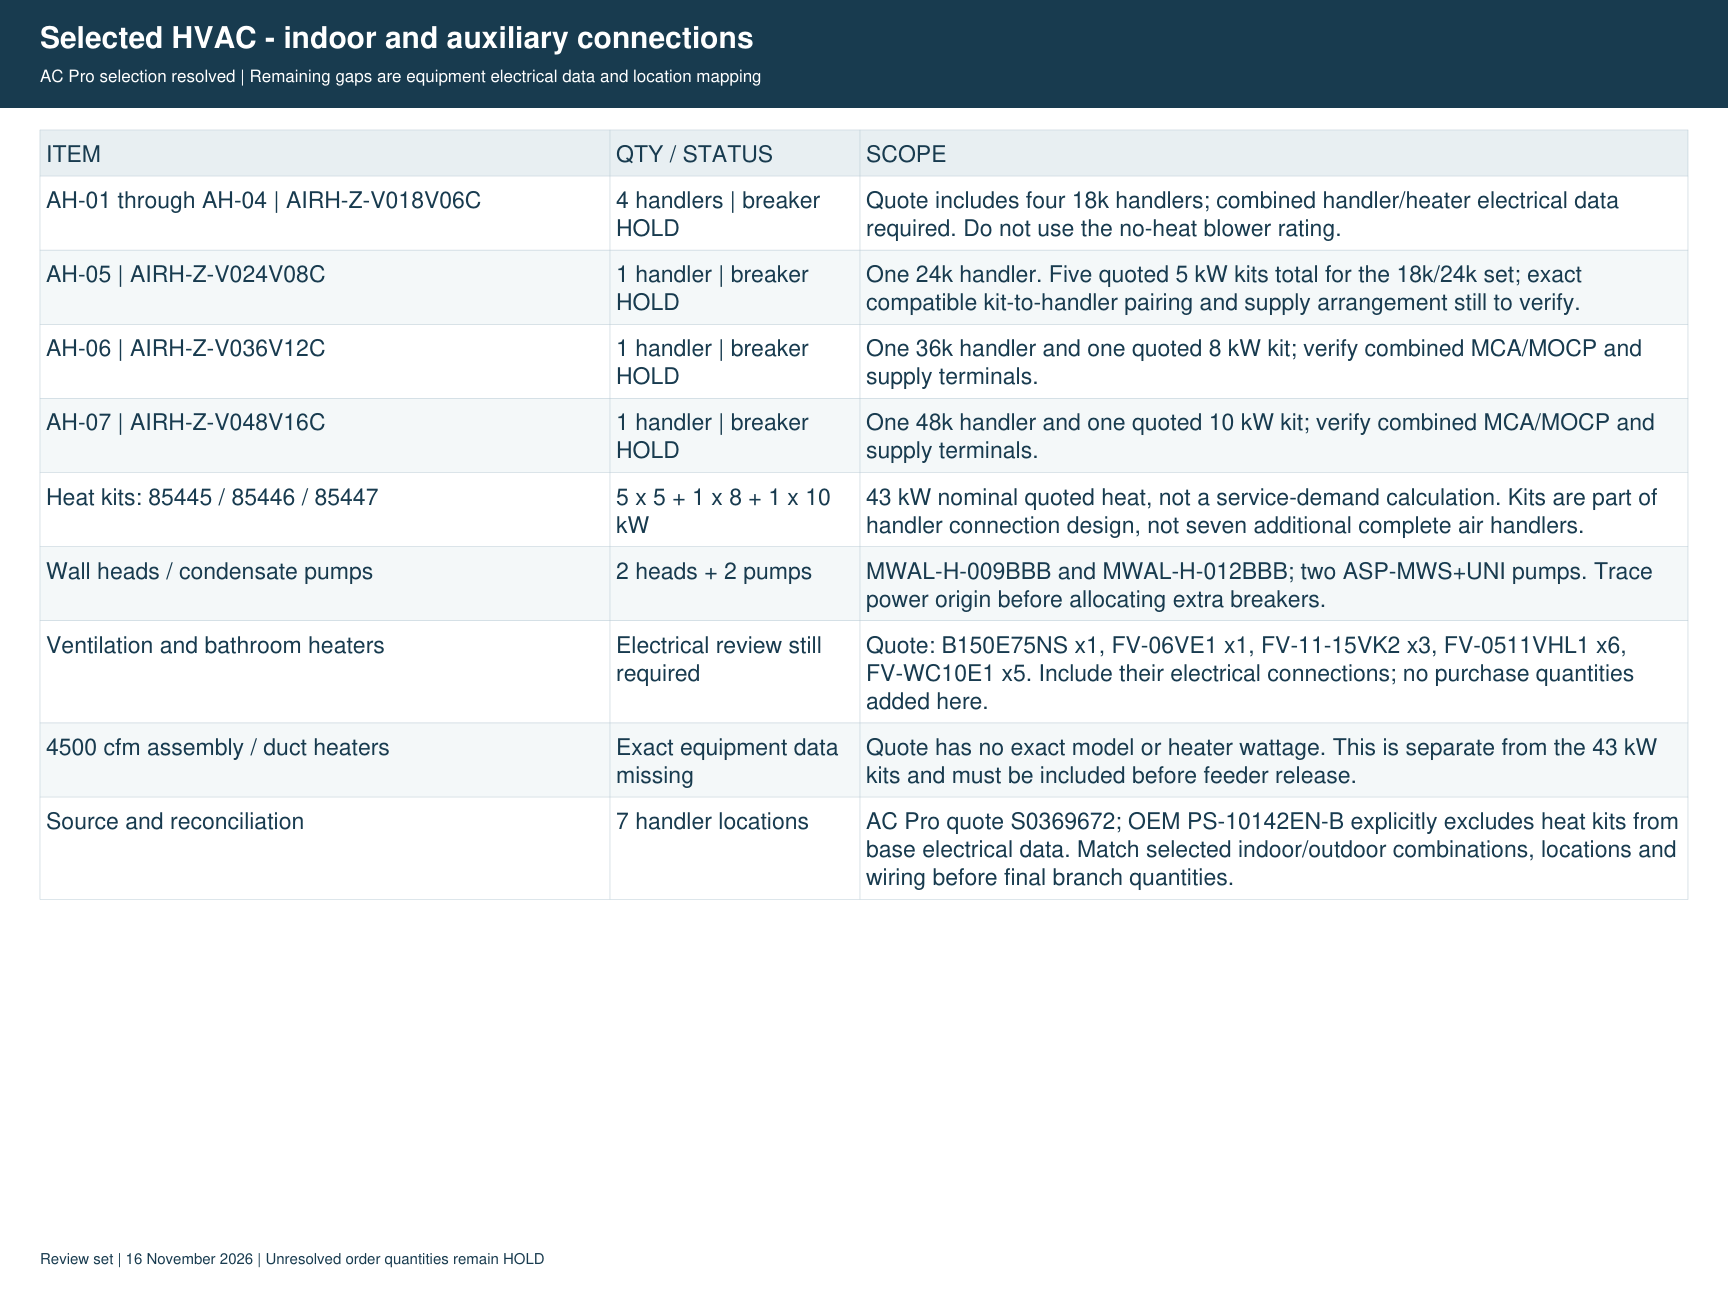 Selected HVAC - indoor and auxiliary connections
AC Pro selection resolved | Remaining gaps are equipment electrical data and location mapping
ITEM
QTY / STATUS
SCOPE
AH-01 through AH-04 | AIRH-Z-V018V06C
4 handlers | breaker
HOLD
Quote includes four 18k handlers; combined handler/heater electrical data
required. Do not use the no-heat blower rating.
AH-05 | AIRH-Z-V024V08C
1 handler | breaker
HOLD
One 24k handler. Five quoted 5 kW kits total for the 18k/24k set; exact
compatible kit-to-handler pairing and supply arrangement still to verify.
AH-06 | AIRH-Z-V036V12C
1 handler | breaker
HOLD
One 36k handler and one quoted 8 kW kit; verify combined MCA/MOCP and
supply terminals.
AH-07 | AIRH-Z-V048V16C
1 handler | breaker
HOLD
One 48k handler and one quoted 10 kW kit; verify combined MCA/MOCP and
supply terminals.
Heat kits: 85445 / 85446 / 85447
5 x 5 + 1 x 8 + 1 x 10
kW
43 kW nominal quoted heat, not a service-demand calculation. Kits are part of
handler connection design, not seven additional complete air handlers.
Wall heads / condensate pumps
2 heads + 2 pumps
MWAL-H-009BBB and MWAL-H-012BBB; two ASP-MWS+UNI pumps. Trace
power origin before allocating extra breakers.
Ventilation and bathroom heaters
Electrical review still
required
Quote: B150E75NS x1, FV-06VE1 x1, FV-11-15VK2 x3, FV-0511VHL1 x6,
FV-WC10E1 x5. Include their electrical connections; no purchase quantities
added here.
4500 cfm assembly / duct heaters
Exact equipment data
missing
Quote has no exact model or heater wattage. This is separate from the 43 kW
kits and must be included before feeder release.
Source and reconciliation
7 handler locations
AC Pro quote S0369672; OEM PS-10142EN-B explicitly excludes heat kits from
base electrical data. Match selected indoor/outdoor combinations, locations and
wiring before final branch quantities.
Review set | 16 November 2026 | Unresolved order quantities remain HOLD